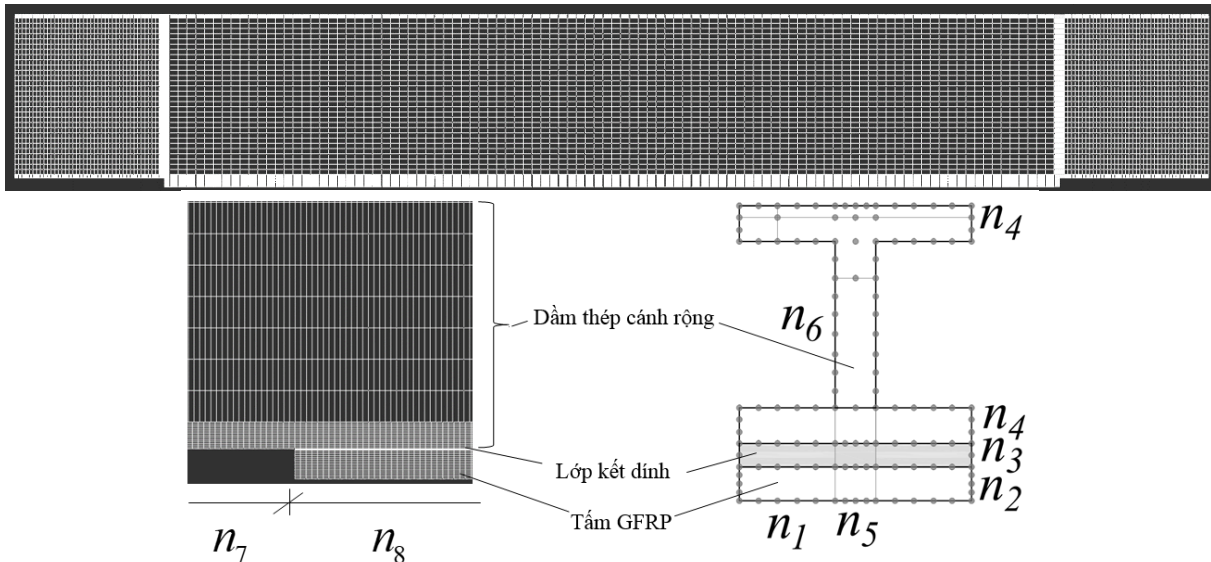 n4
Dầm thép cánh rộng
n6
n4
n3
Lớp kết dính
n2
Tấm GFRP
n1
n5
n7
n8